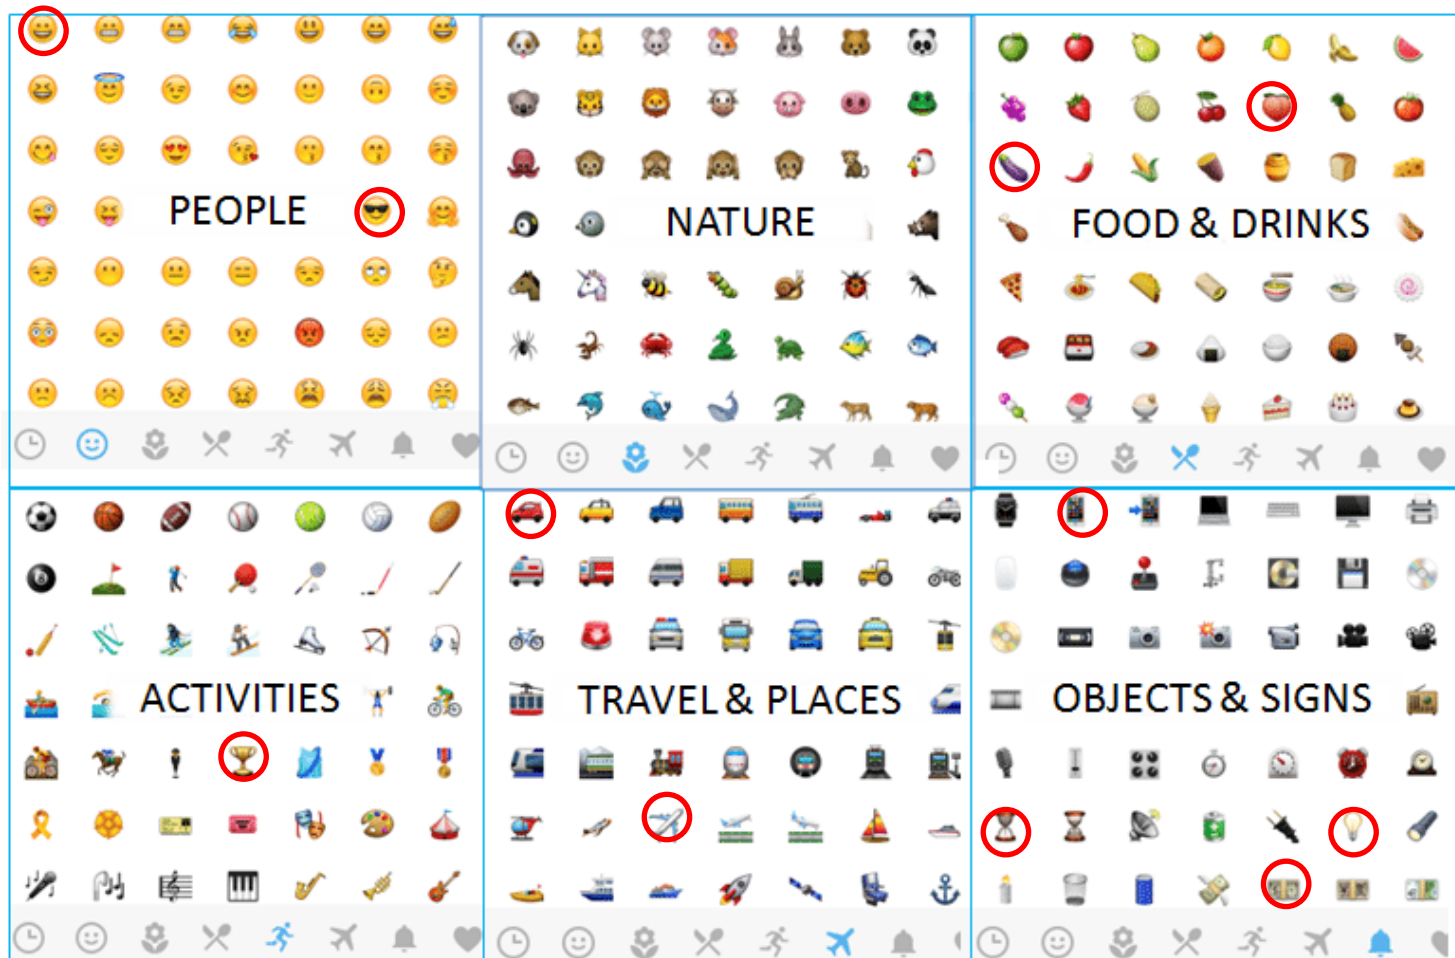 PEOPLE
NATURE
FOOD & DRINKS
ACTIVITIES
TRAVEL & PLACES
OBJECTS & SIGNS